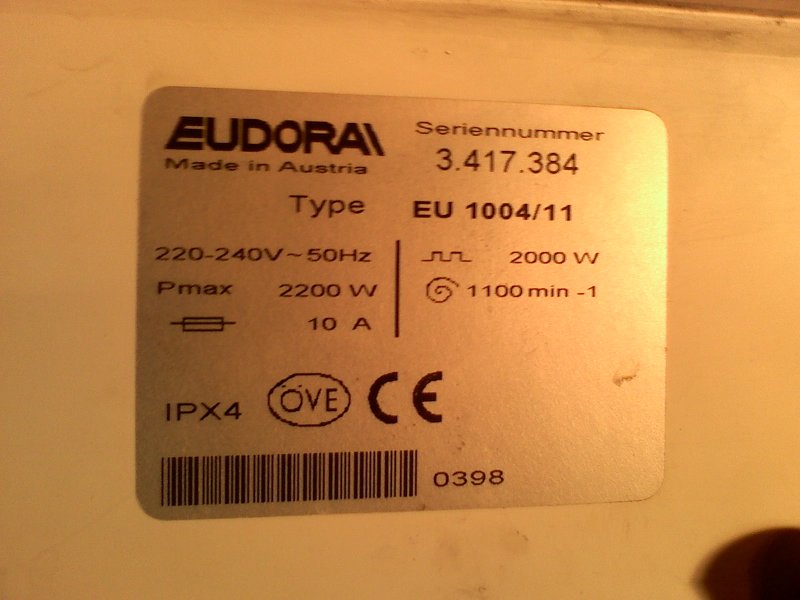 EUDORA
Made in Austria
Seriennummer
3.417.384
Type EU 1004/11
220-240V~50Hz
Pmax 2200 W
10 A
2000 W
1100 min -1
IPX4 ÖVE CE
0398